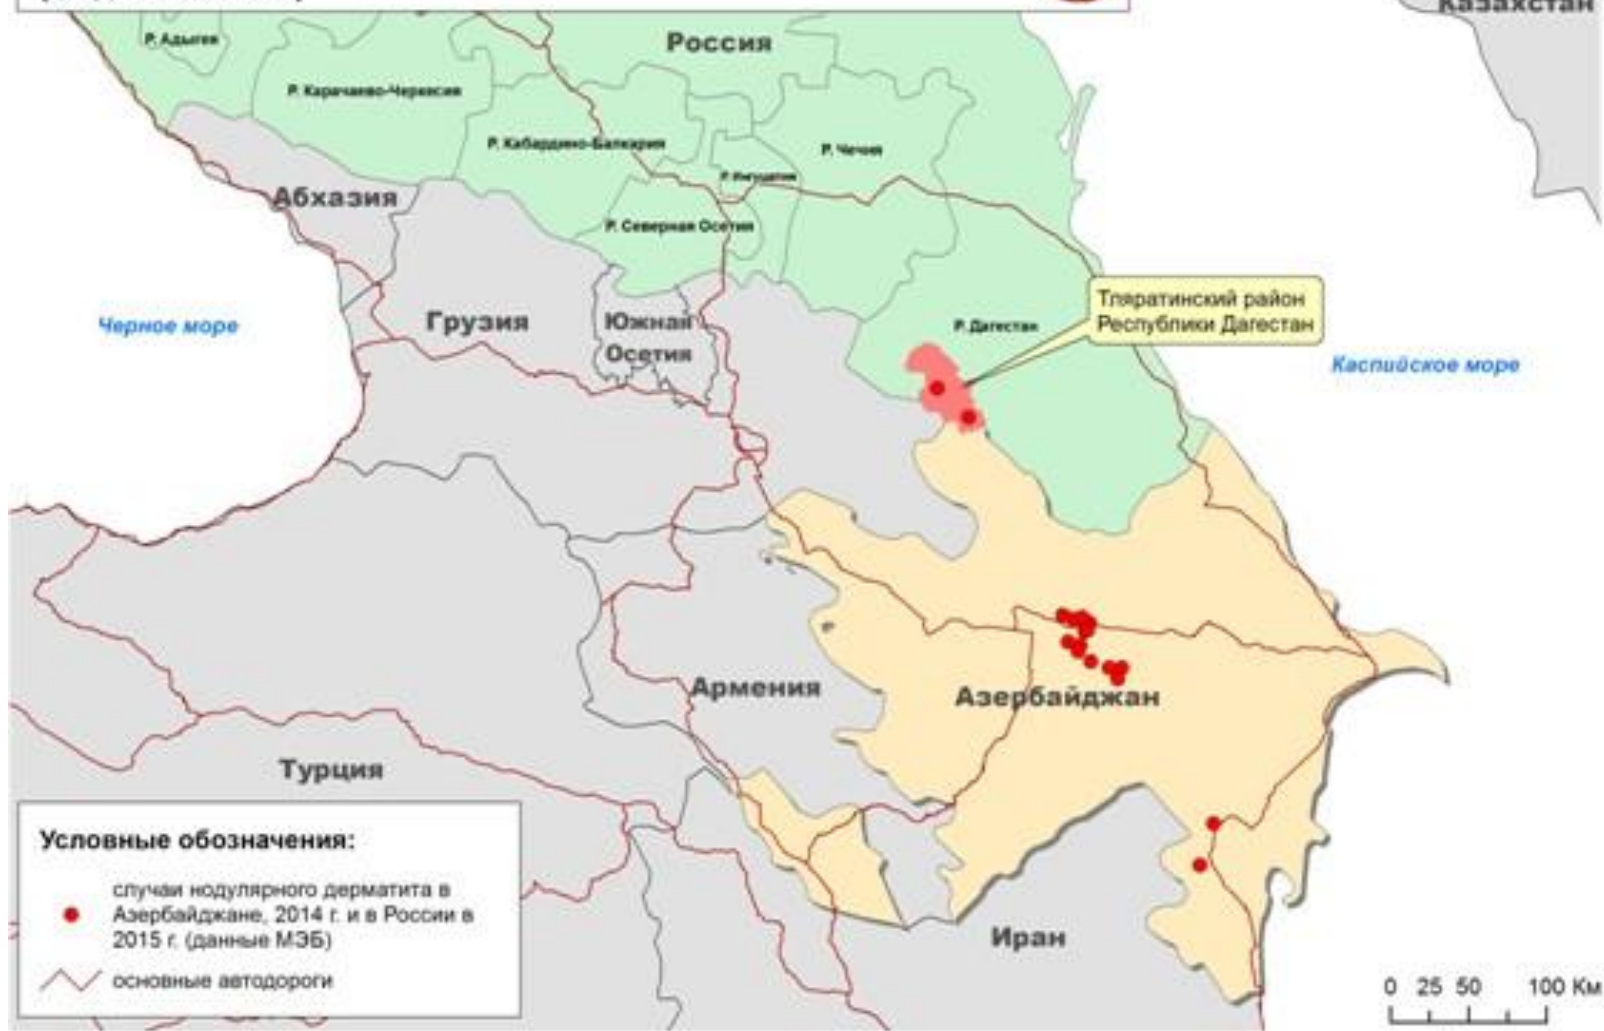 Казахстан
Р. Адыгея
Россия
Р. Карачаево-Черкесия
Р. Кабардино-Балкария
Р. Чечня
Р. Ингушетия
Абхазия
Р. Северная Осетия
Тляратинский район
Республики Дагестан
Черное море
Грузия
Южная
Осетия
Р. Дагестан
Каспийское море
Армения
Азербайджан
Турция
Условные обозначения:
случаи нодулярного дерматита в
Азербайджане, 2014 г. и в России в
2015 г. (данные МЭБ)
основные автодороги
Иран
0 25 50 100 Км